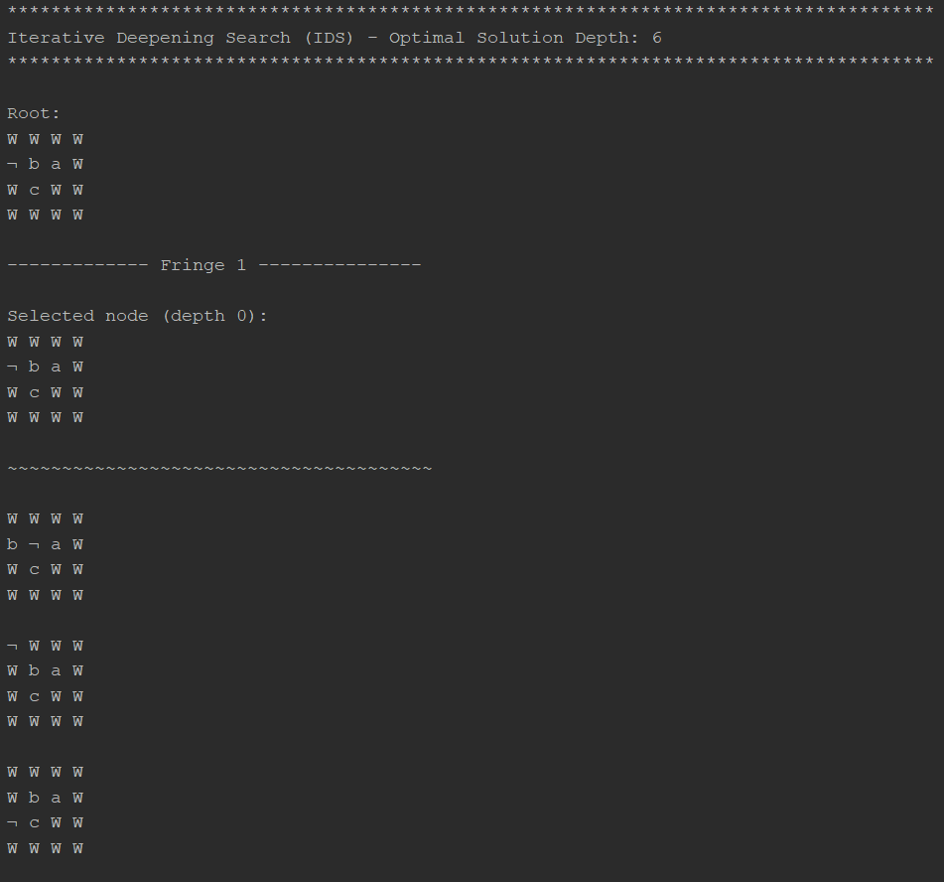 *************************************************************************************
Iterative Deepening Search (IDS) - Optimal Solution Depth: 6
*************************************************************************************
Root:
W W W W
¬ b a W
W c W W
W W W W
------------- Fringe 1 ---------------
Selected node (depth 0):
W W W W
¬ b a W
W c W W
W W W W
~~~~~~~~~~~~~~~~~~~~~~~~~~~~~~~~~~~~~~~
W W W W
b ¬ a W
W c W W
W W W W
¬ W W W
W b a W
W c W W
W W W W
W W W W
W b a W
¬ c W W
W W W W